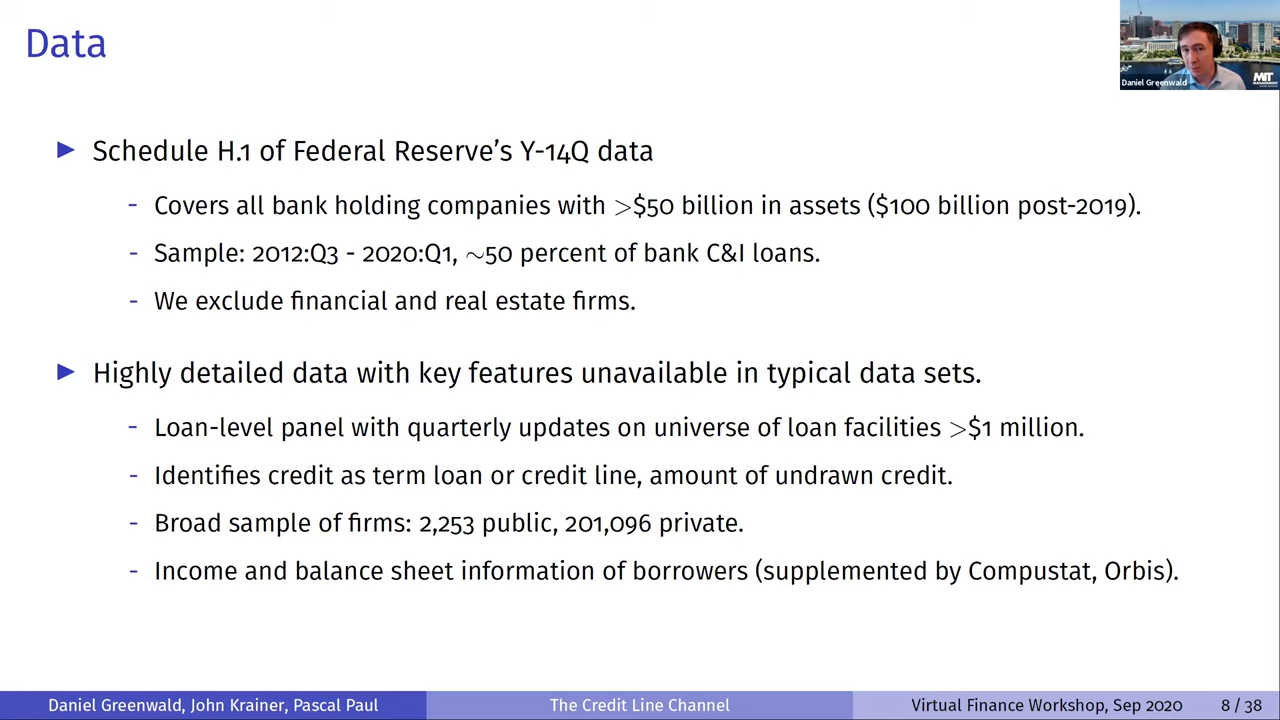 Data
Daniel Greenwald
MIT
MANAGEMENT
▶ Schedule H.1 of Federal Reserve's Y-14Q data
- Covers all bank holding companies with >$50 billion in assets ($100 billion post-2019).
- Sample: 2012:Q3 - 2020:Q1, ~50 percent of bank C&I loans.
- We exclude financial and real estate firms.
▶ Highly detailed data with key features unavailable in typical data sets.
- Loan-level panel with quarterly updates on universe of loan facilities >$1 million.
- Identifies credit as term loan or credit line, amount of undrawn credit.
- Broad sample of firms: 2,253 public, 201,096 private.
- Income and balance sheet information of borrowers (supplemented by Compustat, Orbis).
Daniel Greenwald, John Krainer, Pascal Paul The Credit Line Channel Virtual Finance Workshop, Sep 2020 8 / 38